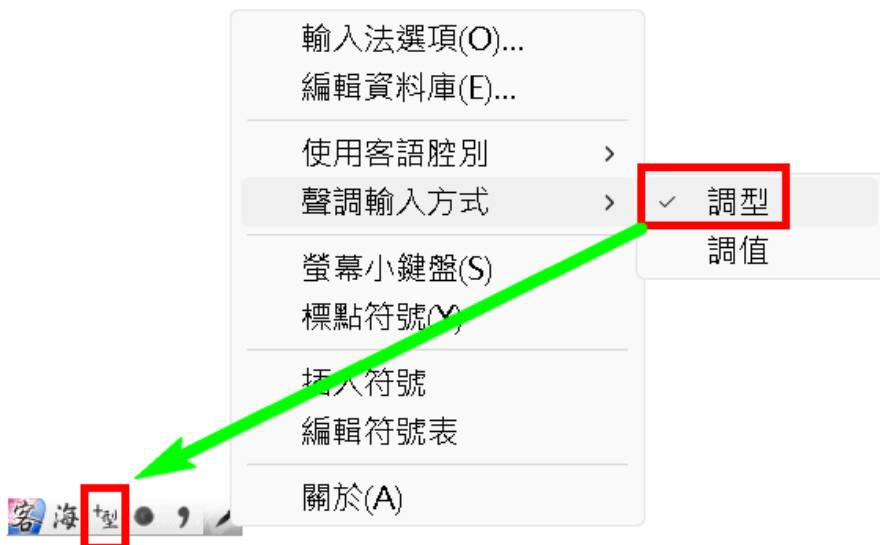 輸入法選項(O)...
編輯資料庫(E)...
使用客語腔別
聲調輸入方式
調型
調值
螢幕小鍵盤(S)
標點符號(Y)
插入符號
編輯符號表
關於(A)
客 海 +型